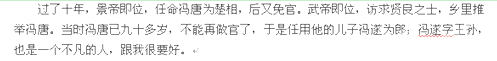 过了十年，景帝即位，任命冯唐为楚相，后又免官。武帝即位，访求贤良之士，乡里推
举冯唐。当时冯唐已九十多岁，不能再做官了，于是任用他的儿子冯遂为郎；冯遂字王孙，
也是一个不凡的人，跟我很要好。